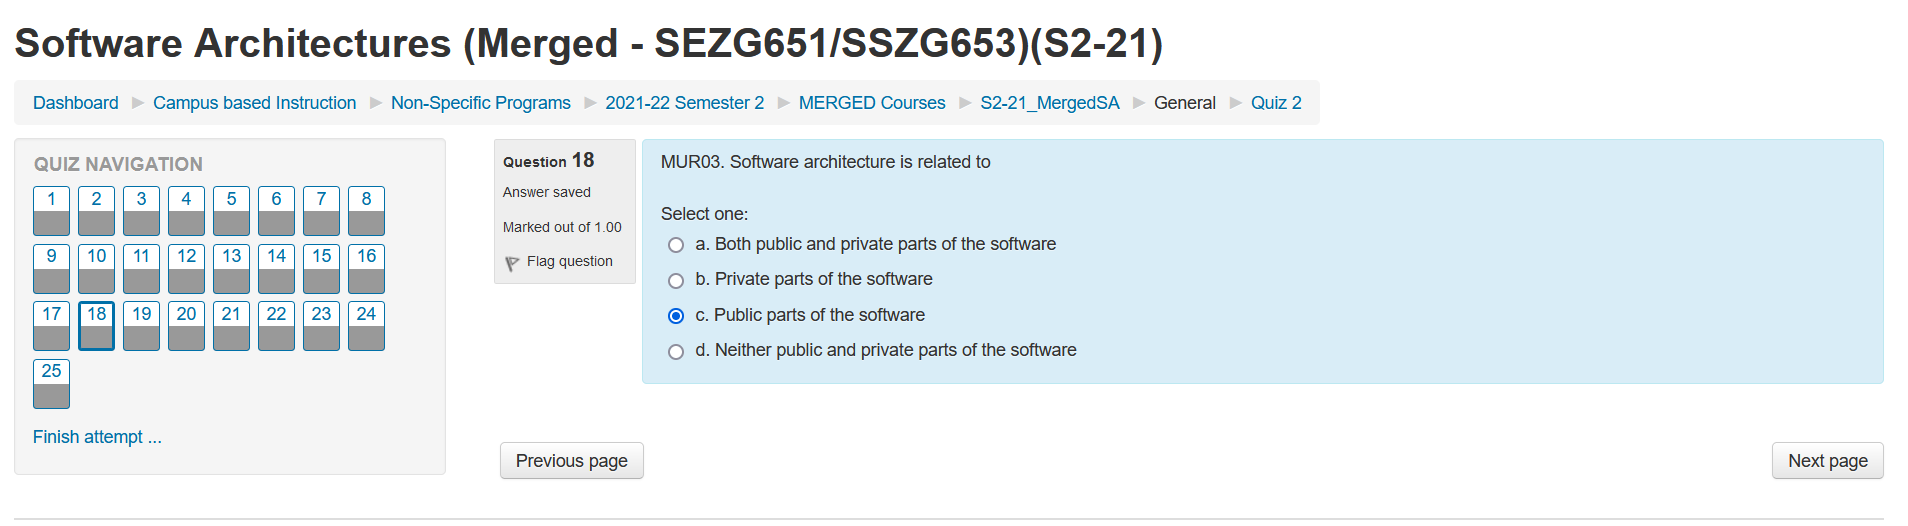 Software Architectures (Merged - SEZG651/SSZG653)(S2-21)
Dashboard ▶ Campus based Instruction ▶ Non-Specific Programs ▶ 2021-22 Semester 2 ▶ MERGED Courses ▶ S2-21_MergedSA ▶ General ▶ Quiz 2
QUIZ NAVIGATION
1 2 3 4 5 6 7 8
9 10 11 12 13 14 15 16
17 18 19 20 21 22 23 24
25
Finish attempt ...
Question 18
Answer saved
Marked out of 1.00
Flag question
MUR03. Software architecture is related to
Select one:
a. Both public and private parts of the software
b. Private parts of the software
c. Public parts of the software
d. Neither public and private parts of the software
Previous page
Next page